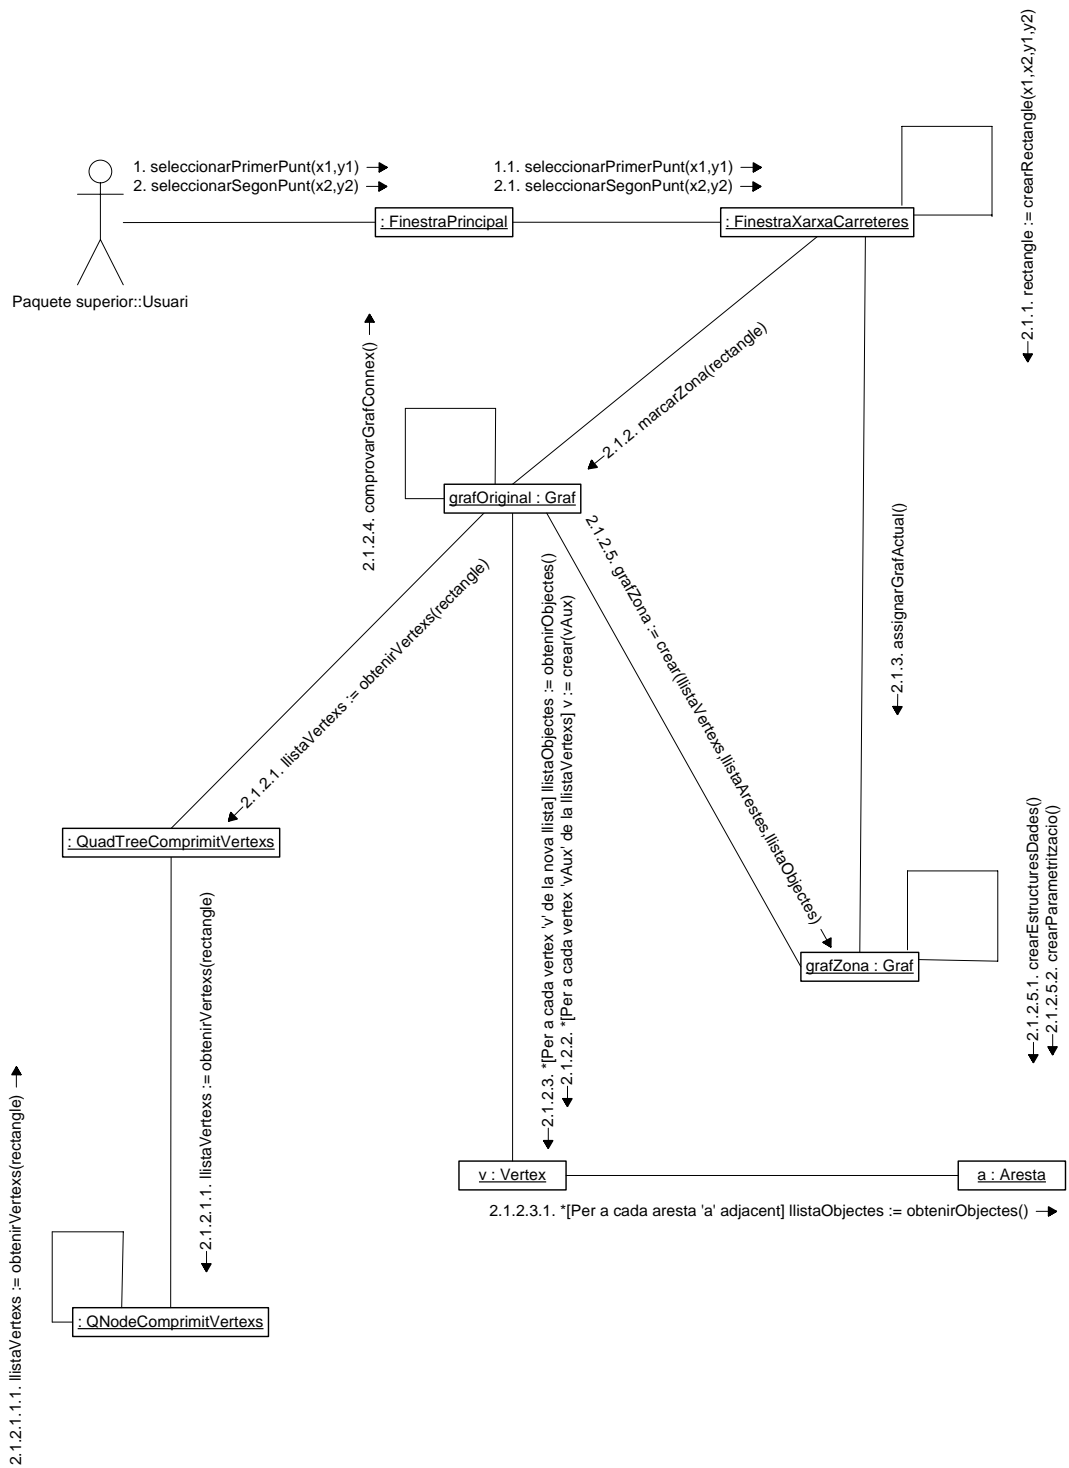 2.1.1. rectangle := crearRectangle(x1,x2,y1,y2)
1. seleccionarPrimerPunt(x1,y1)
2. seleccionarSegonPunt(x2,y2)
1.1. seleccionarPrimerPunt(x1,y1)
2.1. seleccionarSegonPunt(x2,y2)
: FinestraPrincipal
: FinestraXarxaCarreteres
Paquete superior::Usuari
2.1.2.4. comprovarGrafConnex()
2.1.2. marcarZona(rectangle)
grafOriginal : Graf
2.1.2.1. llistaVertexs := obtenirVertexs(rectangle)
2.1.2.3. *[Per a cada vertex 'v' de la nova llista] llistaObjectes := obtenirObjectes()
2.1.2.2. *[Per a cada vertex 'vAux' de la llistaVertexs] v := crear(vAux)
2.1.2.5. grafZona := crear(llistaVertexs,llistaArestes,llistaObjectes)
2.1.3. assignarGrafActual()
: QuadTreeComprimitVertexs
2.1.2.1.1. llistaVertexs := obtenirVertexs(rectangle)
grafZona : Graf
2.1.2.5.1. crearEstructuresDades()
2.1.2.5.2. crearParametritzacio()
v : Vertex
a : Aresta
2.1.2.3.1. *[Per a cada aresta 'a' adjacent] llistaObjectes := obtenirObjectes()
2.1.2.1.1.1. llistaVertexs := obtenirVertexs(rectangle)
: QNodeComprimitVertexs